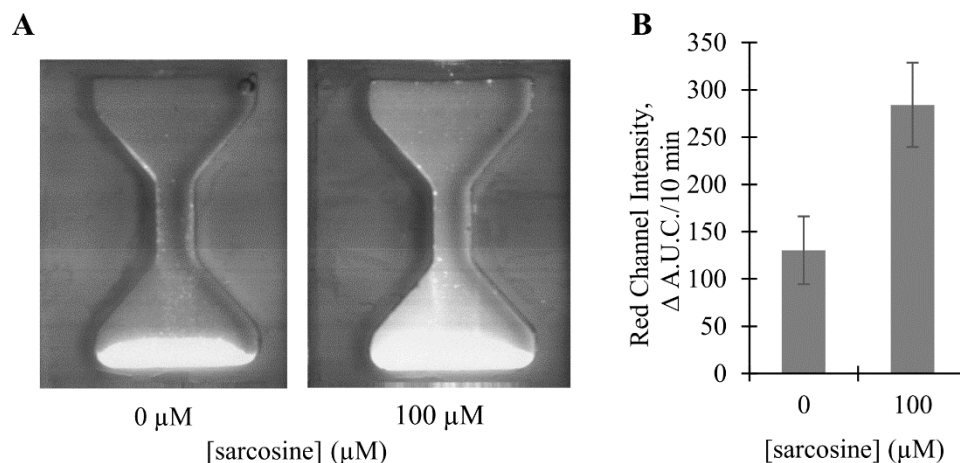 A
0 µM
100 µM
[sarcosine] (µM)
B
Red Channel Intensity,
Δ A.U.C./10 min
350
300
250
200
150
100
50
0
0
100
[sarcosine] (µM)